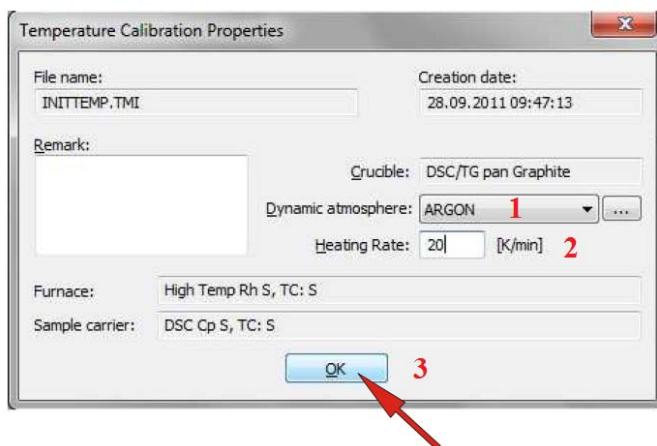 Temperature Calibration Properties
File name:
Creation date:
INITTEMP.TMI
28.09.2011 09:47:13
Remark:
Crucible: DSC/TG pan Graphite
Dynamic atmosphere: ARGON 1 ...
Heating Rate: 20 [K/min] 2
Furnace: High Temp Rh S, TC: S
Sample carrier: DSC Cp S, TC: S
OK 3